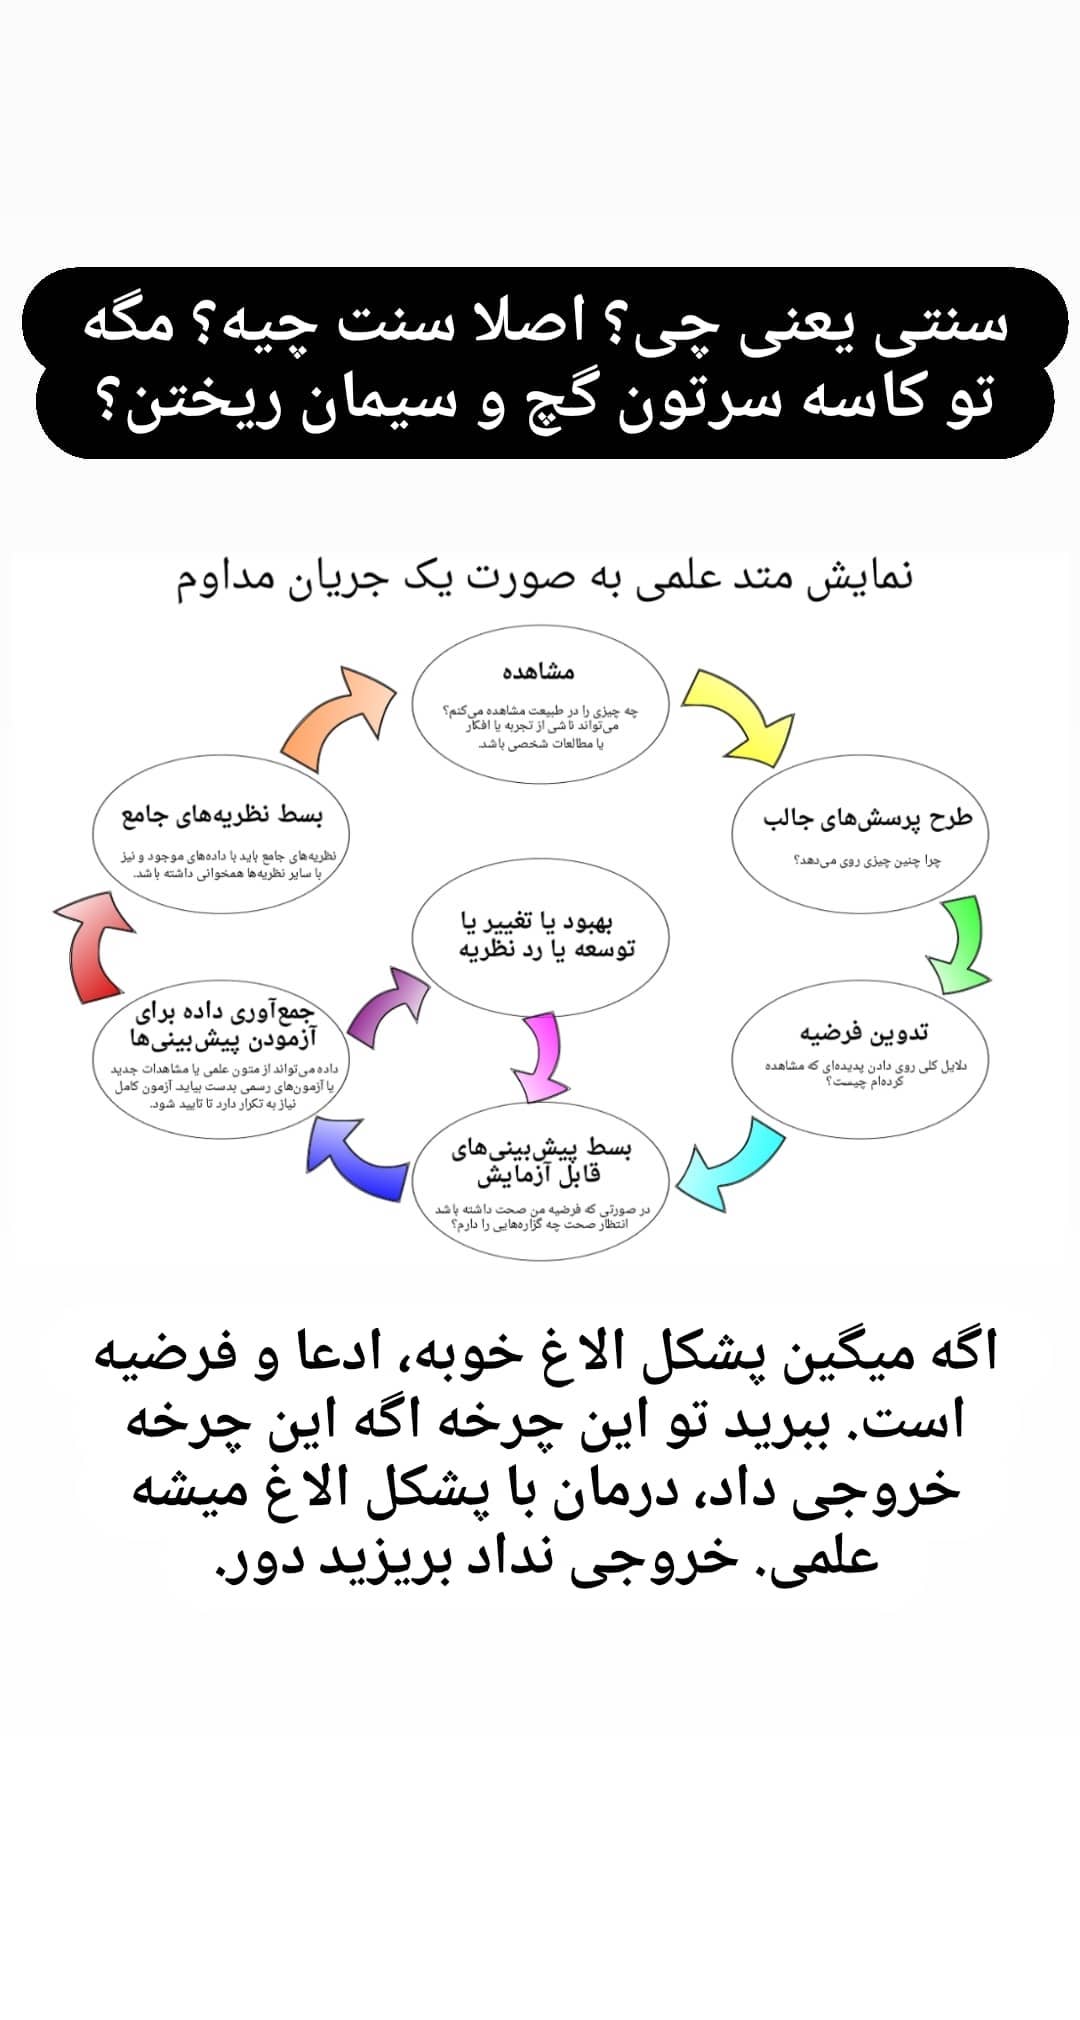 سنتی یعنی چی؟ اصلا سنت چیه؟ مگه
تو کاسه سرتون گچ و سیمان ریختن؟
نمایش متد علمی به صورت یک جریان مداوم
مشاهده
چه چیزی را در طبیعت مشاهده می‌کنم؟
می‌تواند ناشی از تجربه یا افکار
یا مطالعات شخصی باشد.
طرح پرسش‌های جالب
چرا چنین چیزی روی می‌دهد؟
تدوین فرضیه
دلایل کلی روی دادن پدیده‌ای که مشاهده
کرده‌ام چیست؟
بسط پیش‌بینی‌های
قابل آزمایش
در صورتی که فرضیه من صحت داشته باشد
انتظار صحت چه گزاره‌هایی را دارم؟
جمع‌آوری داده برای
آزمودن پیش‌بینی‌ها
داده می‌تواند از متون علمی یا مشاهدات جدید
یا آزمون‌های رسمی بدست بیاید. آزمون کامل
نیاز به تکرار دارد تا تایید شود.
بهبود یا تغییر یا
توسعه یا رد نظریه
بسط نظریه‌های جامع
نظریه‌های جامع باید با داده‌های موجود و نیز
با سایر نظریه‌ها همخوانی داشته باشد.
اگه میگین پشکل الاغ خوبه، ادعا و فرضیه
است. ببرید تو این چرخه اگه این چرخه
خروجی داد، درمان با پشکل الاغ میشه
علمی. خروجی نداد بریزید دور.